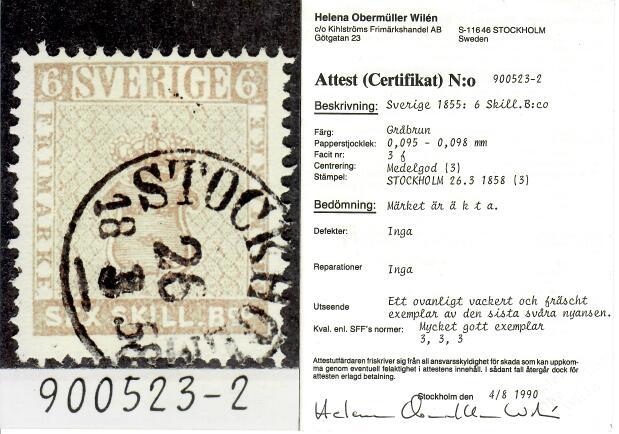 6 SVERIGE 6
FRIMÄRKE
STOCKHOLM
26
18 3 58
SEX SKILL. BCO
900523-2
Helena Obermüller Wilén
c/o Kihlströms Frimärkshandel AB
Götgatan 23
S-116 46 STOCKHOLM
Sweden
Attest (Certifikat) N:o 900523-2
Beskrivning: Sverige 1855: 6 Skill.B:co
Färg: Gråbrun
Papperstjocklek: 0,095 - 0,098 mm
Facit nr: 3 f
Centrering: Medelgod (3)
Stämpel: STOCKHOLM 26.3 1858 (3)
Bedömning: Märket är ä k t a.
Defekter: Inga
Reparationer Inga
Utseende Ett ovanligt vackert och fräscht
exemplar av den sista svåra nyansen.
Kval. enl. SFF's normer: Mycket gott exemplar
3, 3, 3
Attestutfärdaren friskriver sig från all ansvarsskyldighet för skada som kan uppkom-
ma genom eventuell felaktighet i attestens innehåll. I sådant fall återgår dock för
attesten erlagd betalning.
Stockholm den 4/8 1990
Helena Obermüller Wilén